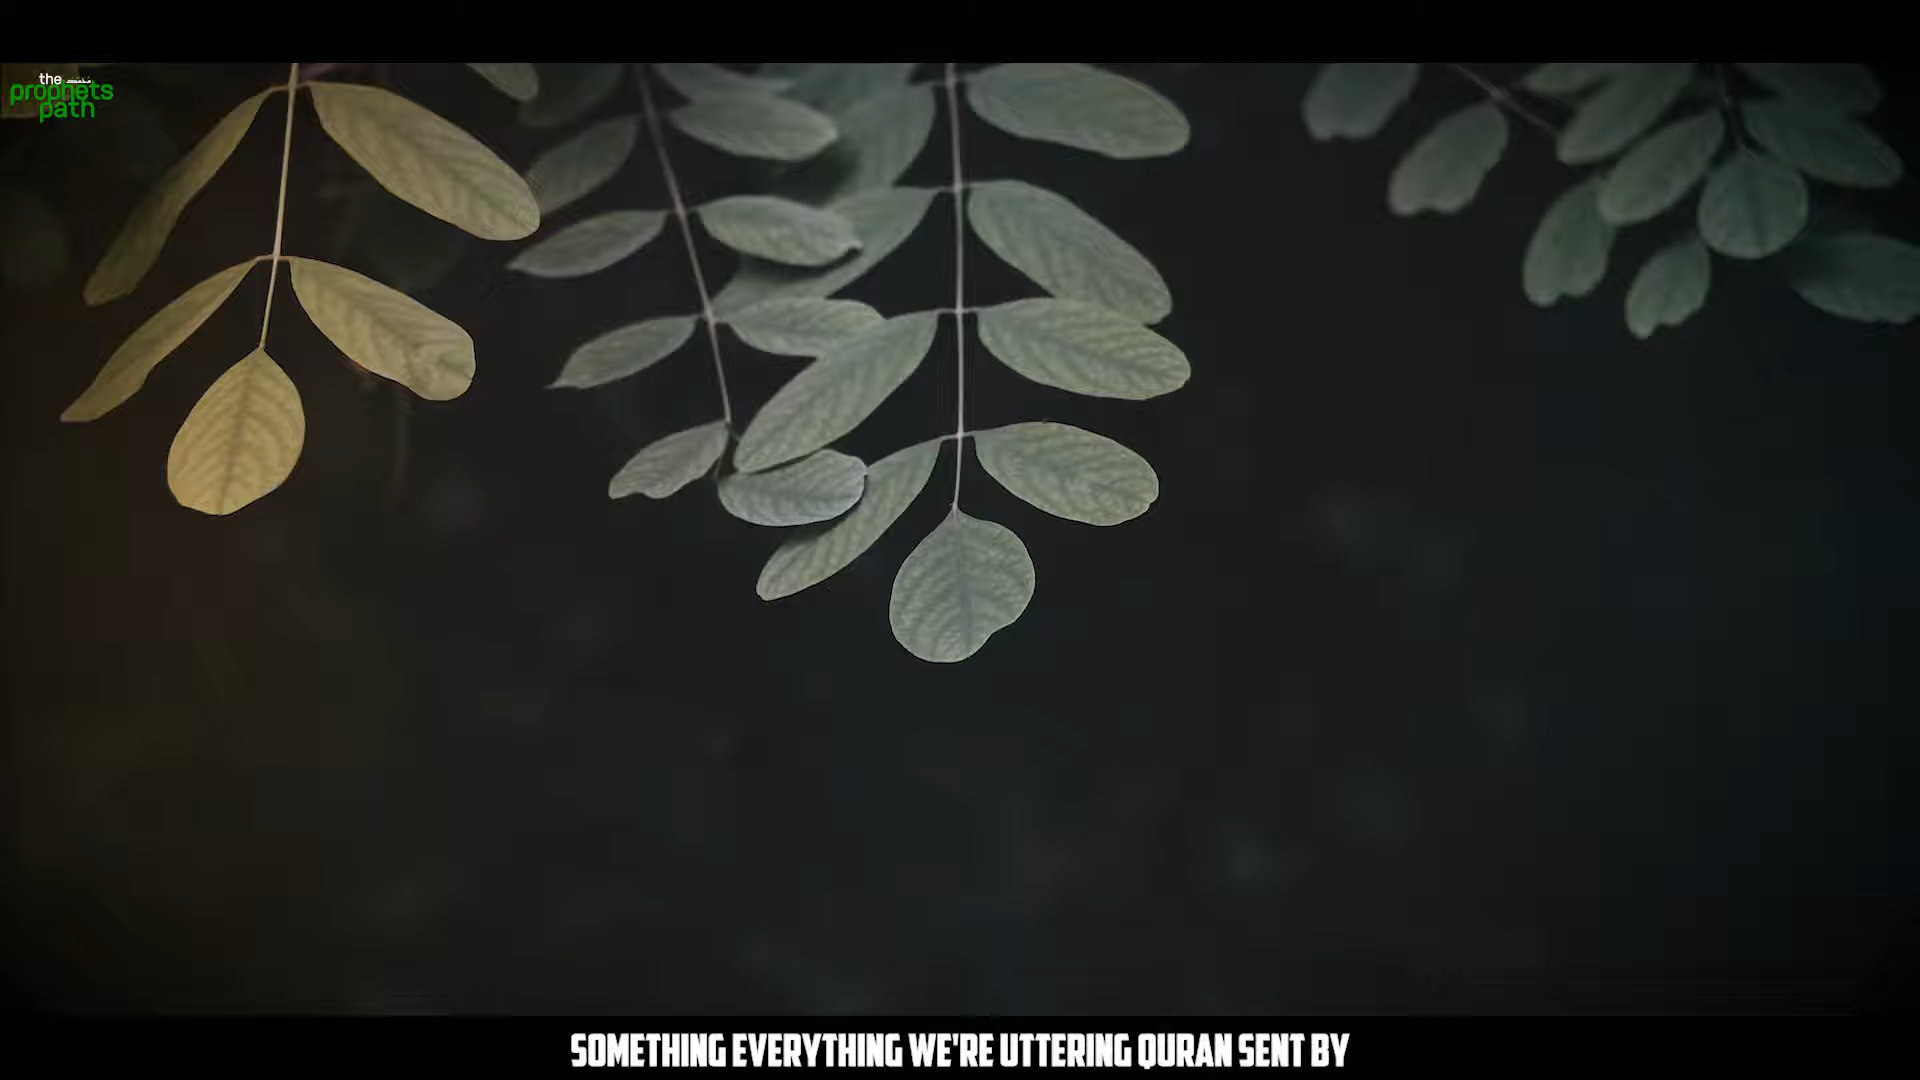 the
prophets
path
SOMETHING EVERYTHING WE'RE UTTERING QURAN SENT BY